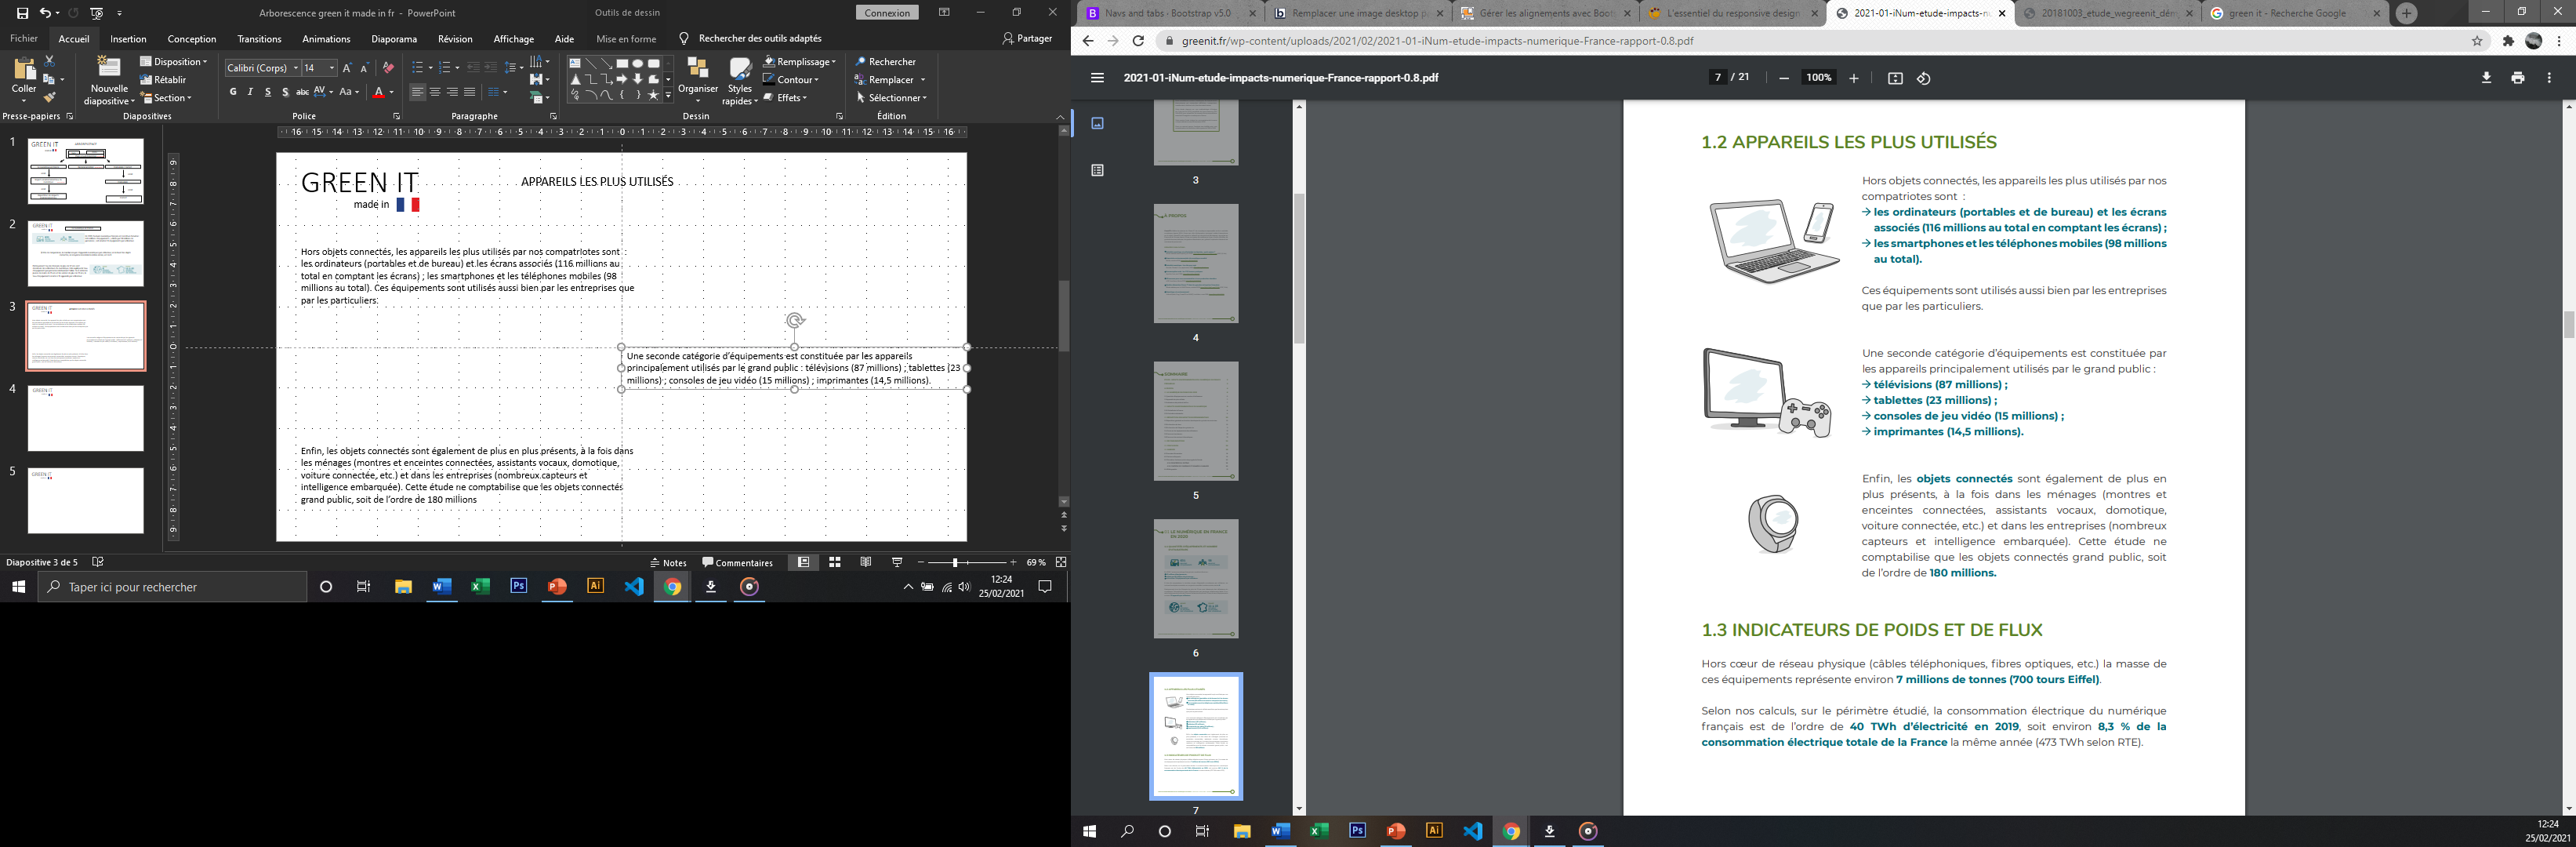 Arborescence green it made in fr - PowerPoint
Outils de dessin
Connexion
Fichier
Accueil
Insertion
Conception
Transitions
Animations
Diaporama
Révision
Affichage
Aide
Mise en forme
Rechercher des outils adaptés
Partager
Coller
Nouvelle
diapositive
Disposition
Rétablir
Section
Calibri (Corps)
14
G I S S abc AV Aa A
Organiser
Styles
rapides
Remplissage
Contour
Effets
Rechercher
Remplacer
Sélectionner
Presse-papiers
Diapositives
Police
Paragraphe
Dessin
Édition
1
2
3
4
5
GREEN IT
made in
APPAREILS LES PLUS UTILISÉS
Hors objets connectés, les appareils les plus utilisés par nos compatriotes sont :
les ordinateurs (portables et de bureau) et les écrans associés (116 millions au
total en comptant les écrans) ; les smartphones et les téléphones mobiles (98
millions au total). Ces équipements sont utilisés aussi bien par les entreprises que
par les particuliers.
Une seconde catégorie d'équipements est constituée par les appareils
principalement utilisés par le grand public : télévisions (87 millions) ; tablettes (23
millions) ; consoles de jeu vidéo (15 millions) ; imprimantes (14,5 millions).
Enfin, les objets connectés sont également de plus en plus présents, à la fois dans
les ménages (montres et enceintes connectées, assistants vocaux, domotique,
voiture connectée, etc.) et dans les entreprises (nombreux capteurs et
intelligence embarquée). Cette étude ne comptabilise que les objets connectés
grand public, soit de l'ordre de 180 millions
Diapositive 3 de 5
Notes
Commentaires
69 %
Taper ici pour rechercher
12:24
25/02/2021
Navs and tabs · Bootstrap v5.0
Remplacer une image desktop p
Gérer les alignements avec Boot
L'essentiel du responsive design
2021-01-iNum-etude-impacts-nu
20181003_etude_wegreenit_dém
green it - Recherche Google
greenit.fr/wp-content/uploads/2021/02/2021-01-iNum-etude-impacts-numerique-France-rapport-0.8.pdf
2021-01-iNum-etude-impacts-numerique-France-rapport-0.8.pdf
7 / 21
100%
3
4
5
6
7
1.2 APPAREILS LES PLUS UTILISÉS
Hors objets connectés, les appareils les plus utilisés par nos
compatriotes sont :
→ les ordinateurs (portables et de bureau) et les écrans
associés (116 millions au total en comptant les écrans) ;
→ les smartphones et les téléphones mobiles (98 millions
au total).
Ces équipements sont utilisés aussi bien par les entreprises
que par les particuliers.
Une seconde catégorie d'équipements est constituée par
les appareils principalement utilisés par le grand public :
→ télévisions (87 millions) ;
→ tablettes (23 millions) ;
→ consoles de jeu vidéo (15 millions) ;
→ imprimantes (14,5 millions).
Enfin, les objets connectés sont également de plus en
plus présents, à la fois dans les ménages (montres et
enceintes connectées, assistants vocaux, domotique,
voiture connectée, etc.) et dans les entreprises (nombreux
capteurs et intelligence embarquée). Cette étude ne
comptabilise que les objets connectés grand public, soit
de l'ordre de 180 millions.
1.3 INDICATEURS DE POIDS ET DE FLUX
Hors cœur de réseau physique (câbles téléphoniques, fibres optiques, etc.) la masse de
ces équipements représente environ 7 millions de tonnes (700 tours Eiffel).
Selon nos calculs, sur le périmètre étudié, la consommation électrique du numérique
français est de l'ordre de 40 TWh d'électricité en 2019, soit environ 8,3 % de la
consommation électrique totale de la France la même année (473 TWh selon RTE).
12:24
25/02/2021